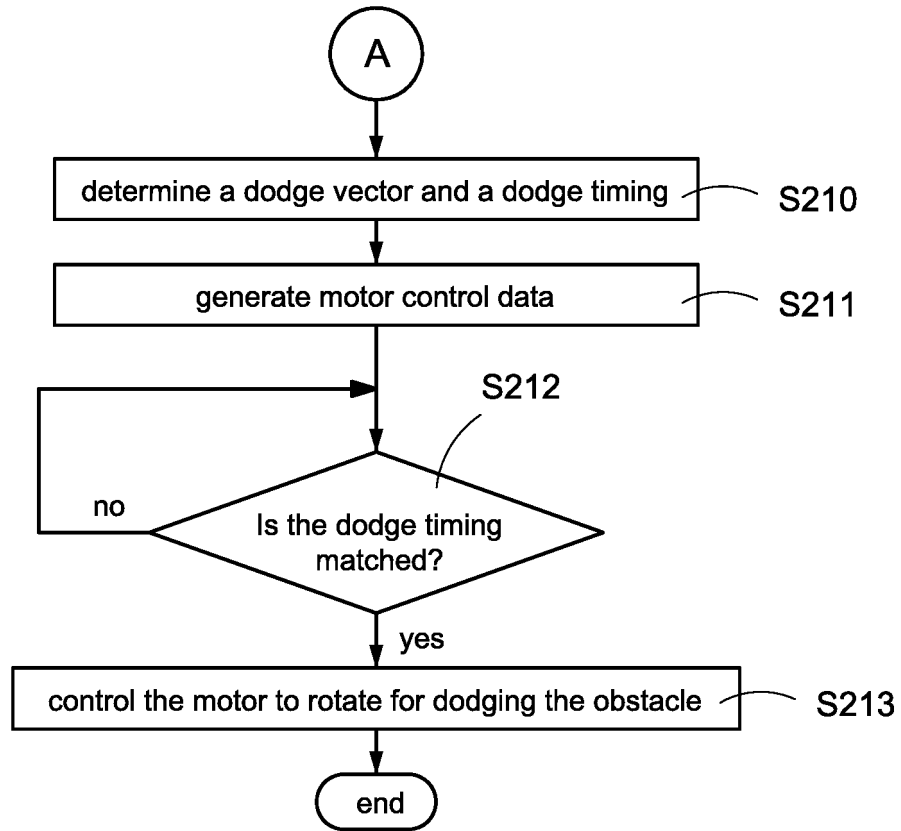 A
determine a dodge vector and a dodge timing
S210
generate motor control data
S211
S212
no
Is the dodge timing
matched?
yes
control the motor to rotate for dodging the obstacle
S213
end